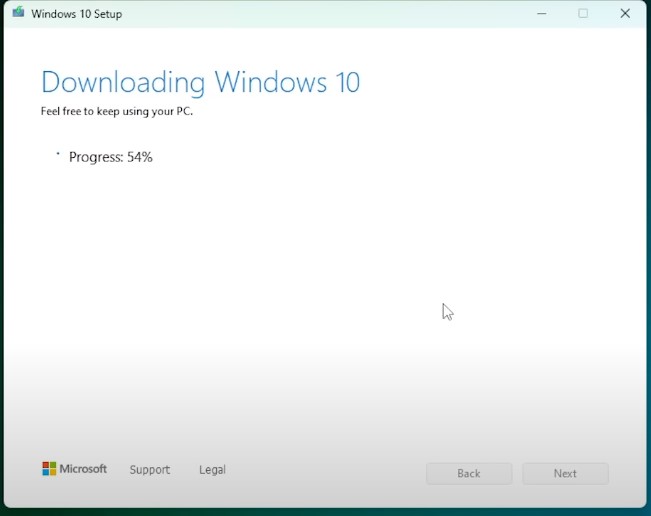 Windows 10 Setup
Downloading Windows 10
Feel free to keep using your PC.
Progress: 54%
Microsoft Support Legal
Back Next